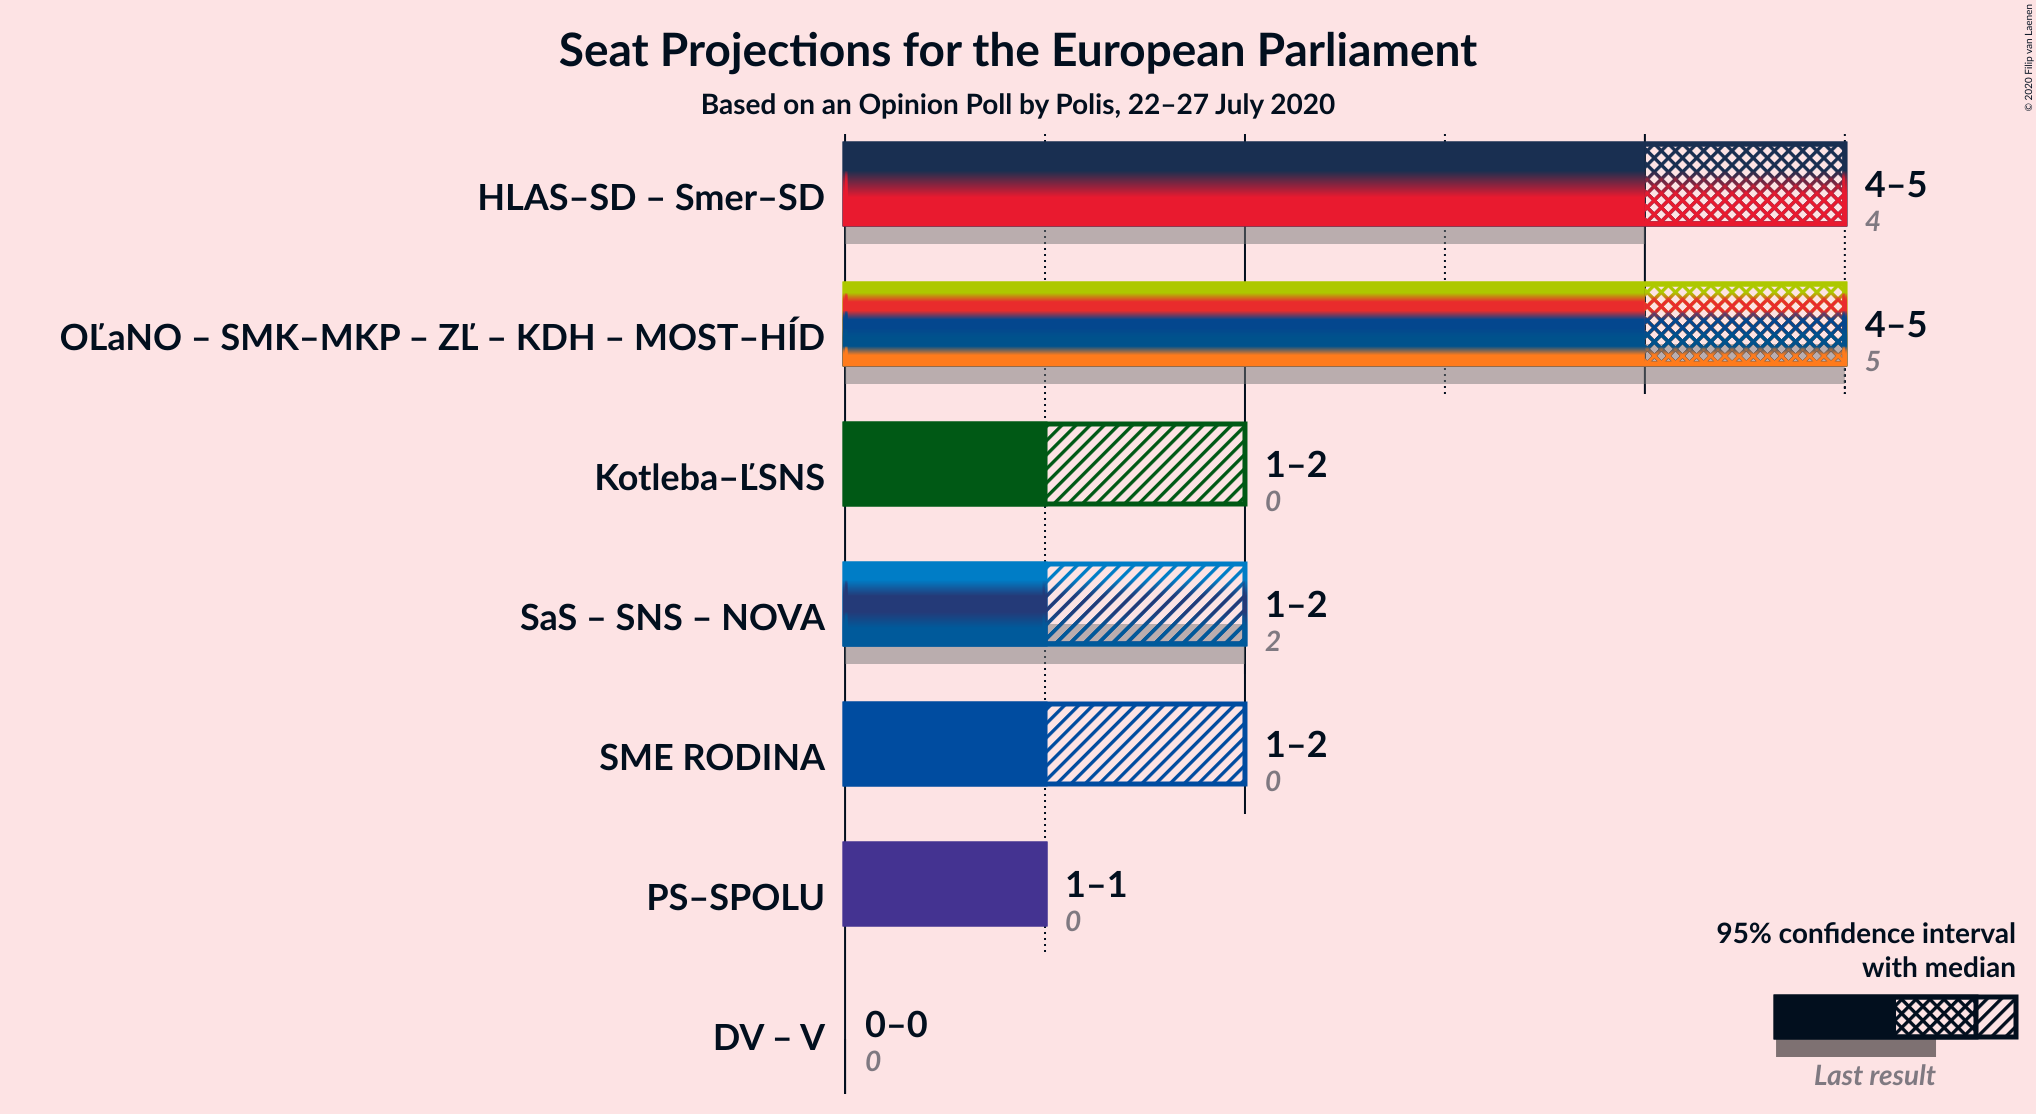 Seat Projections for the European Parliament
Based on an Opinion Poll by Polis, 22–27 July 2020
© 2020 Filip van Laenen
HLAS–SD – Smer–SD
4–5
4
OĽaNO – SMK–MKP – ZĽ – KDH – MOST–HÍD
4–5
5
Kotleba–ĽSNS
1–2
0
SaS – SNS – NOVA
1–2
2
SME RODINA
1–2
0
PS–SPOLU
1–1
0
DV – V
0–0
0
95% confidence interval
with median
Last result